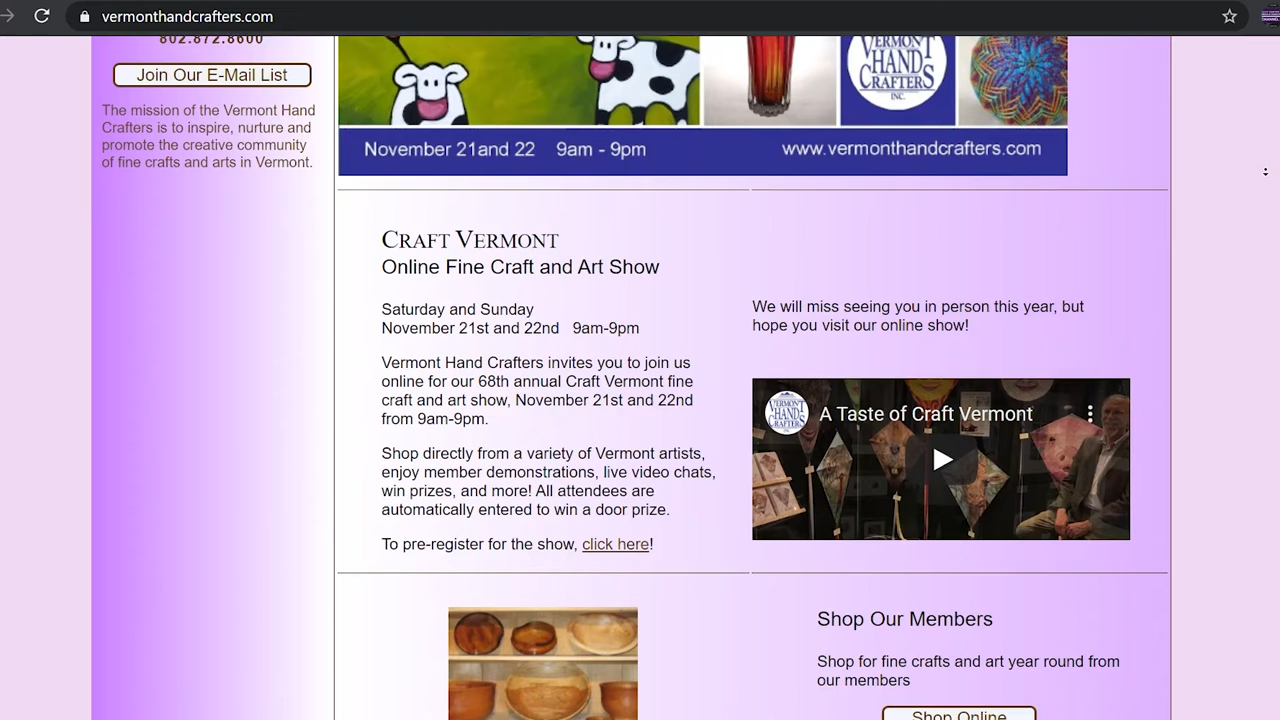 vermonthandcrafters.com
802.872.8600
Join Our E-Mail List
The mission of the Vermont Hand
Crafters is to inspire, nurture and
promote the creative community
of fine crafts and arts in Vermont.
VERMONT
HAND
CRAFTERS
INC.
November 21and 22 9am - 9pm
www.vermonthandcrafters.com
CRAFT VERMONT
Online Fine Craft and Art Show
Saturday and Sunday
November 21st and 22nd 9am-9pm
Vermont Hand Crafters invites you to join us
online for our 68th annual Craft Vermont fine
craft and art show, November 21st and 22nd
from 9am-9pm.
Shop directly from a variety of Vermont artists,
enjoy member demonstrations, live video chats,
win prizes, and more! All attendees are
automatically entered to win a door prize.
To pre-register for the show, click here!
We will miss seeing you in person this year, but
hope you visit our online show!
VERMONT
HAND
CRAFTERS
INC.
A Taste of Craft Vermont
Shop Our Members
Shop for fine crafts and art year round from
our members
Shop Online